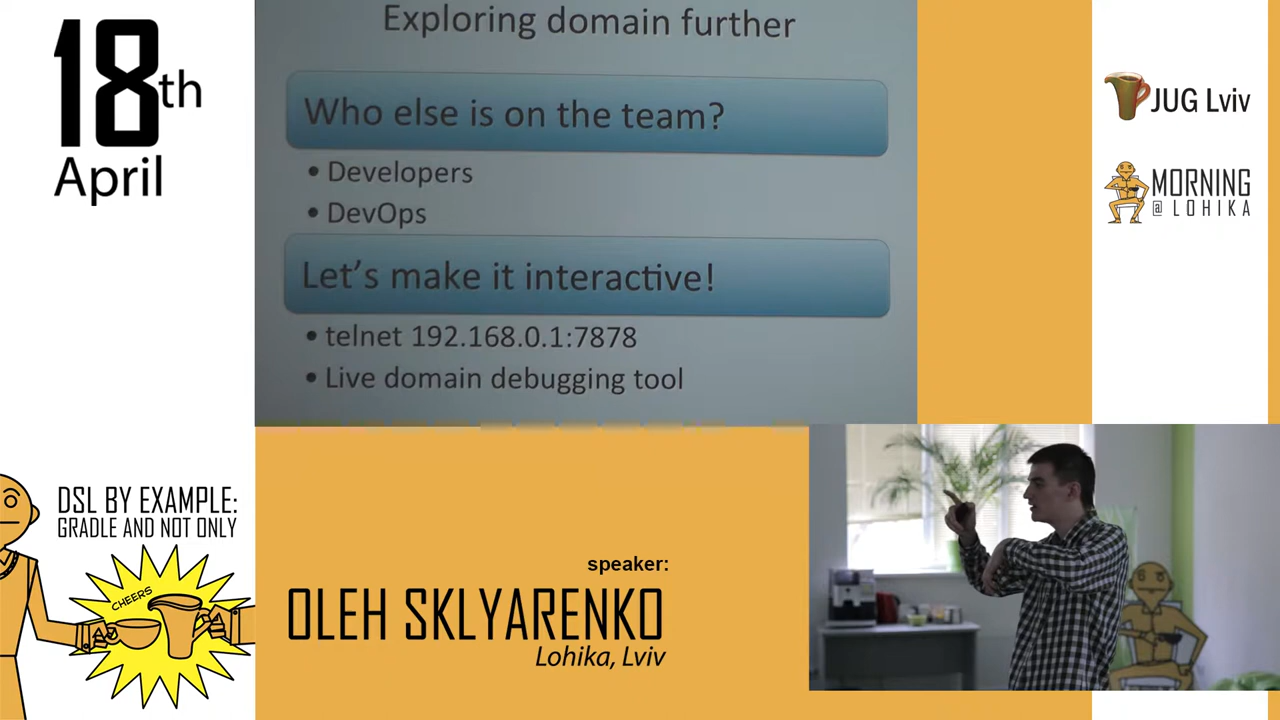 18th
April
Exploring domain further
Who else is on the team?
• Developers
• DevOps
Let's make it interactive!
• telnet 192.168.0.1:7878
• Live domain debugging tool
JUG Lviv
MORNING
@ LOHIKA
DSL BY EXAMPLE:
GRADLE AND NOT ONLY
CHEERS
speaker:
OLEH SKLYARENKO
Lohika, Lviv